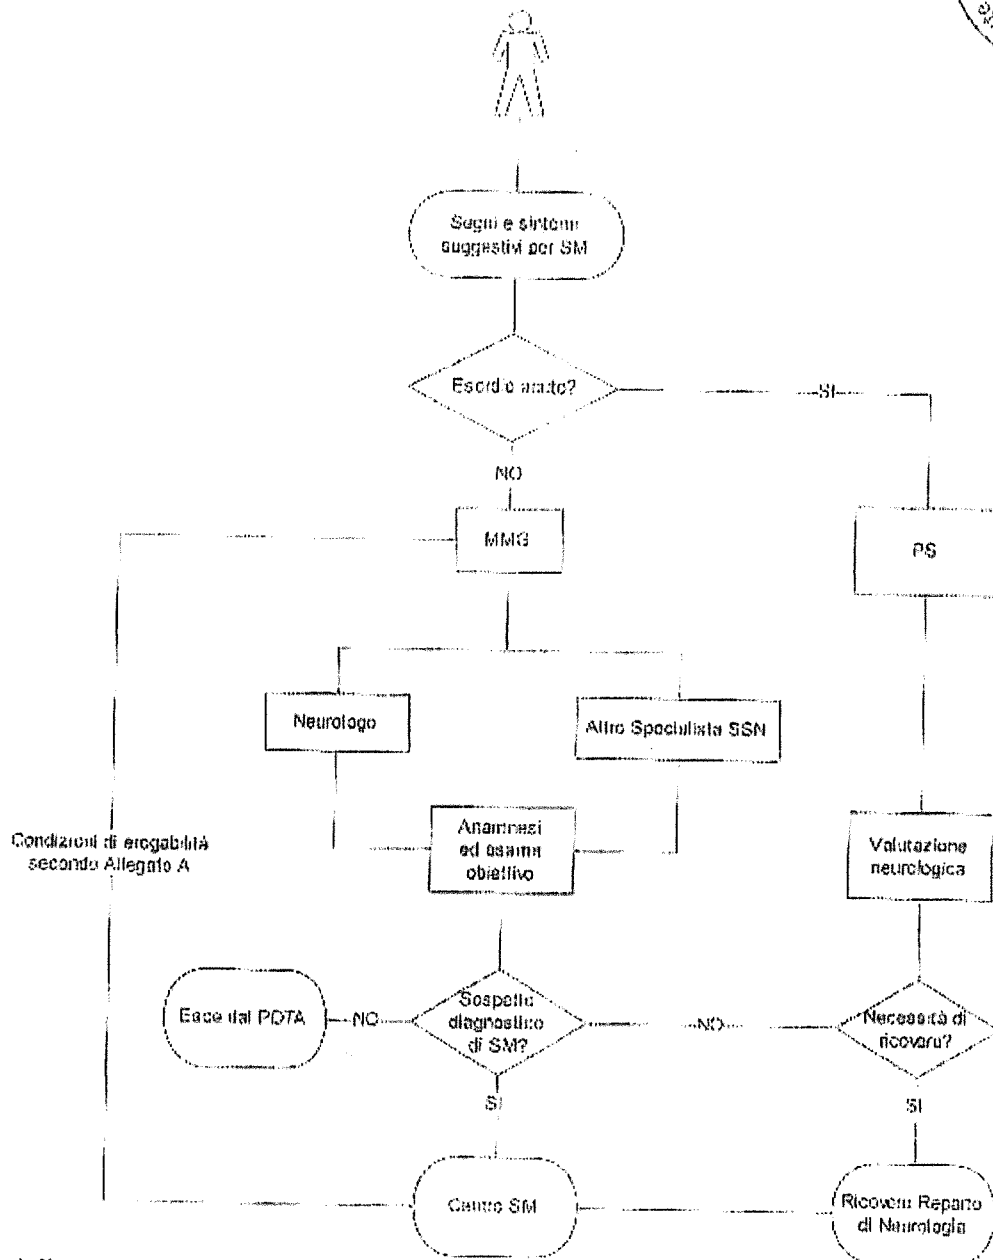 Segni e sintomi
suggestivi per SM
Esordio acuto?
SI
NO
MMG
PS
Neurologo
Altro Specialista SSN
Condizioni di erogabilità
secondo Allegato A
Anamnesi
ed esame
obiettivo
Valutazione
neurologica
Esce dal PDTA
NO
Sospetto
diagnostico
di SM?
NO
Necessità di
ricovero?
SI
SI
Centro SM
Ricovero Reparto
di Neurologia